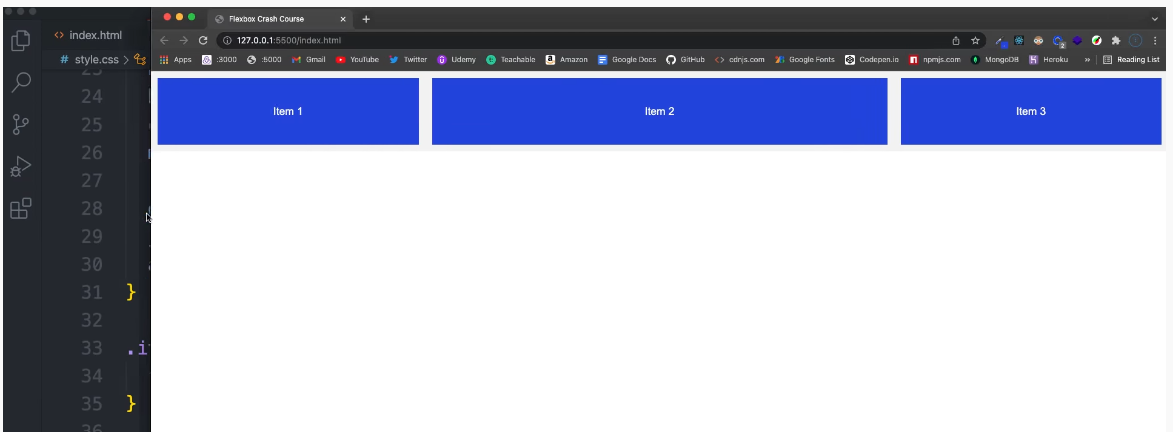 Flexbox Crash Course
index.html
127.0.0.1:5500/index.html
style.css
Apps :3000 :5000 Gmail YouTube Twitter Udemy Teachable Amazon Google Docs GitHub cdnjs.com Google Fonts Codepen.io npmjs.com MongoDB Heroku » Reading List
23
24
25
26
27
28
29
30
31 }
32
33 .i
34
35 }
36
Item 1 Item 2 Item 3